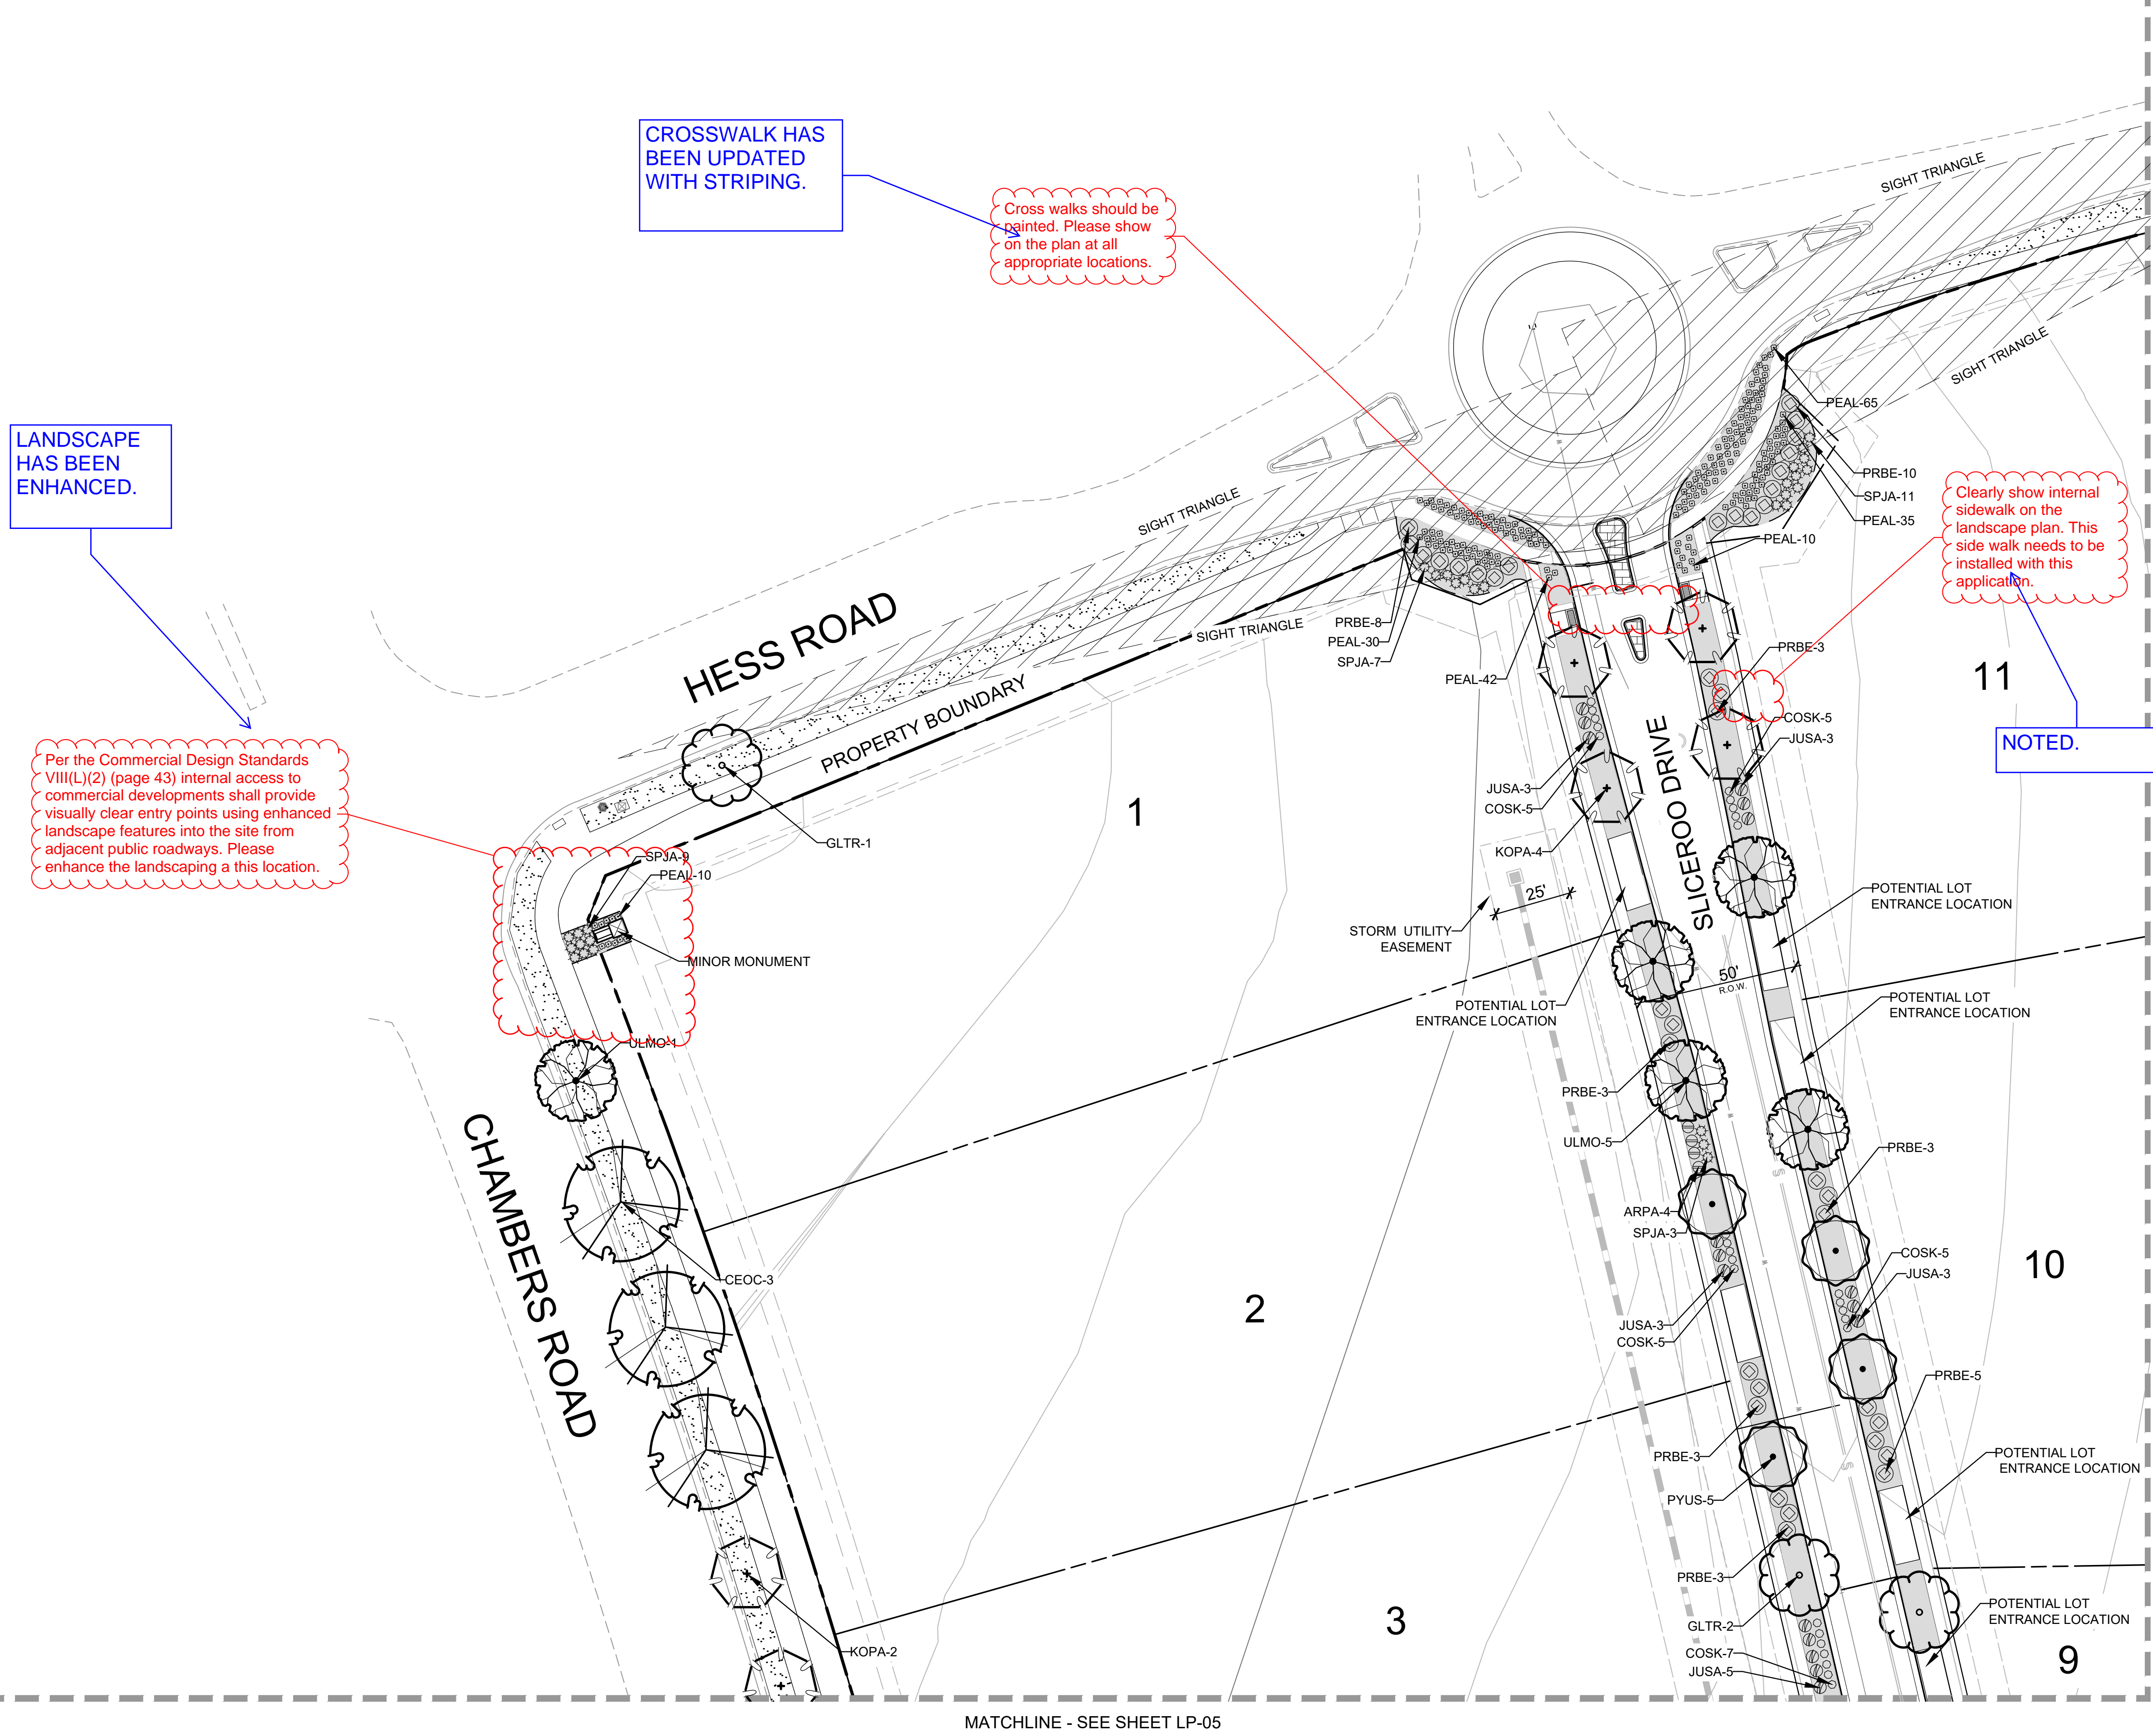 CROSSWALK HAS
BEEN UPDATED
WITH STRIPING.
Cross walks should be
painted. Please show
on the plan at all
appropriate locations.
SIGHT TRIANGLE
SIGHT TRIANGLE
LANDSCAPE
HAS BEEN
ENHANCED.
PEAL-65
PRBE-10
SPJA-11
PEAL-35
PEAL-10
Clearly show internal
sidewalk on the
landscape plan. This
side walk needs to be
installed with this
application.
NOTED.
SIGHT TRIANGLE
SIGHT TRIANGLE
HESS ROAD
PROPERTY BOUNDARY
PRBE-8
PEAL-30
SPJA-7
PEAL-42
PRBE-3
COSK-5
JUSA-3
11
Per the Commercial Design Standards
VIII(L)(2) (page 43) internal access to
commercial developments shall provide
visually clear entry points using enhanced
landscape features into the site from
adjacent public roadways. Please
enhance the landscaping a this location.
GLTR-1
SPJA-9
PEAL-10
MINOR MONUMENT
ULMO-1
1
JUSA-3
COSK-5
KOPA-4
SLICEROO DRIVE
25'
STORM UTILITY
EASEMENT
POTENTIAL LOT
ENTRANCE LOCATION
POTENTIAL LOT
ENTRANCE LOCATION
50'
R.O.W.
POTENTIAL LOT
ENTRANCE LOCATION
PRBE-3
ULMO-5
ARPA-4
SPJA-3
PRBE-3
COSK-5
JUSA-3
10
CHAMBERS ROAD
CEOC-3
2
JUSA-3
COSK-5
PRBE-5
PRBE-3
PYUS-5
POTENTIAL LOT
ENTRANCE LOCATION
PRBE-3
GLTR-2
COSK-7
JUSA-5
POTENTIAL LOT
ENTRANCE LOCATION
3
9
KOPA-2
MATCHLINE - SEE SHEET LP-05